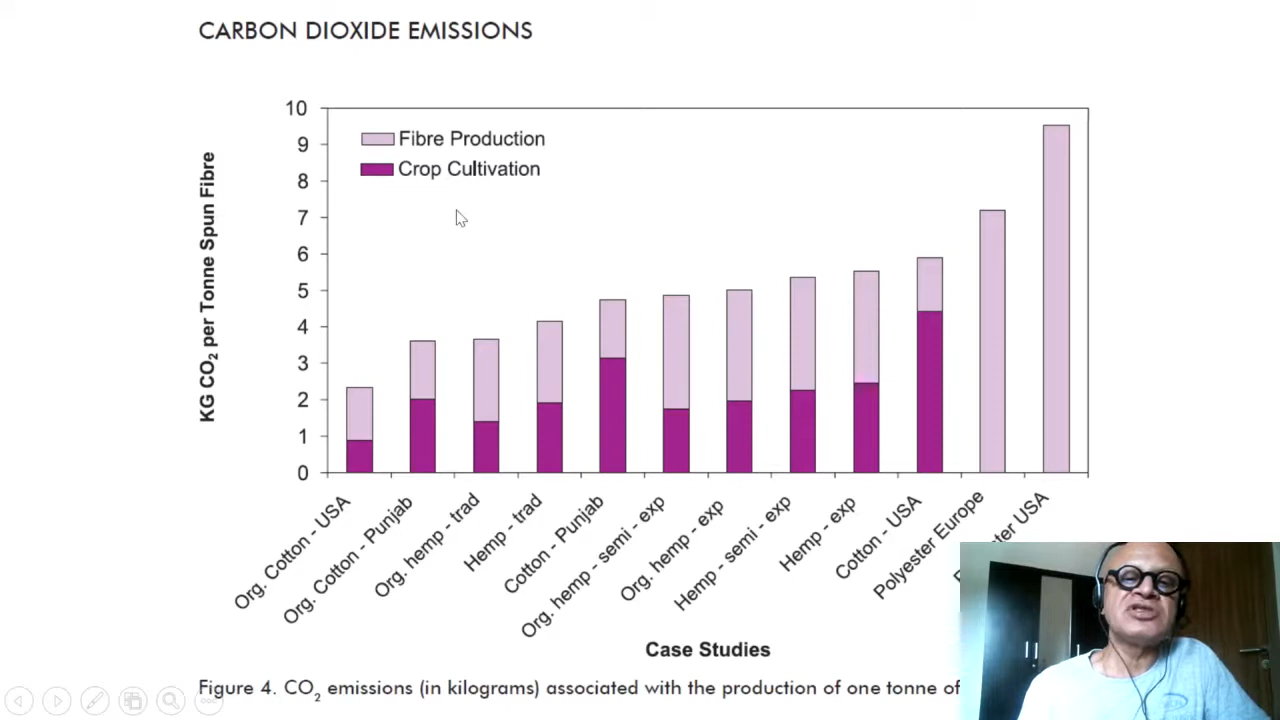 CARBON DIOXIDE EMISSIONS
10
9
8
7
6
5
4
3
2
1
0
KG CO₂ per Tonne Spun Fibre
Fibre Production
Crop Cultivation
Org. Cotton - USA
Org. Cotton - Punjab
Org. hemp - trad
Hemp - trad
Cotton - Punjab
Org. hemp - semi - exp
Org. hemp - exp
Hemp - semi - exp
Hemp - exp
Cotton - USA
Polyester Europe
USA
Case Studies
Figure 4. CO₂ emissions (in kilograms) associated with the production of one tonne of